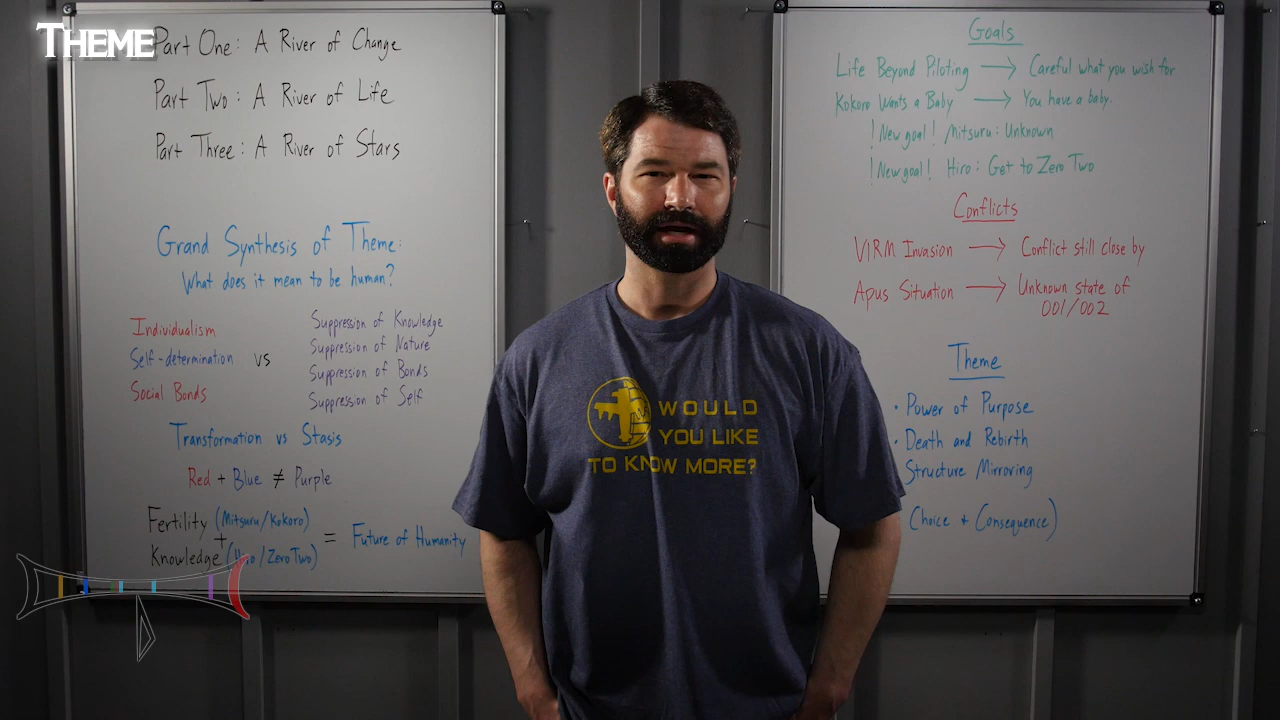 THEME
Part One: A River of Change
Part Two: A River of Life
Part Three: A River of Stars
Grand Synthesis of Theme:
What does it mean to be human?
Individualism
Self-determination
Social Bonds
vs
Suppression of Knowledge
Suppression of Nature
Suppression of Bonds
Suppression of Self
Transformation vs Stasis
Red + Blue ≠ Purple
Fertility (Mitsuru/Kokoro)
+
Knowledge (Hiro/Zero Two)
= Future of Humanity
WOULD
YOU LIKE
TO KNOW MORE?
Goals
Life Beyond Piloting → Careful what you wish for
Kokoro Wants a Baby → You have a baby.
! New goal! Mitsuru: Unknown
! New goal! Hiro: Get to Zero Two
Conflicts
VIRM Invasion → Conflict still close by
Apus Situation → Unknown state of
001/002
Theme
• Power of Purpose
• Death and Rebirth
Structure Mirroring
(Choice + Consequence)